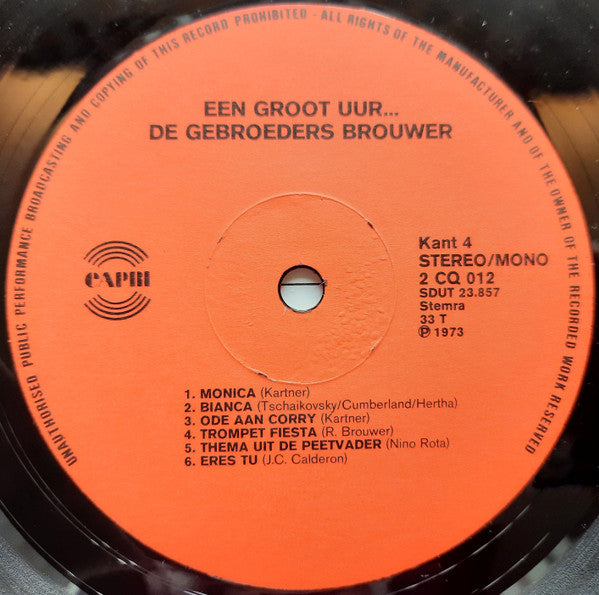 UNAUTHORISED PUBLIC PERFORMANCE BROADCASTING AND COPYING OF THIS RECORD PROHIBITED - ALL RIGHTS OF THE MANUFACTURER AND OF THE OWNER OF THE RECORDED WORK RESERVED
EEN GROOT UUR...
DE GEBROEDERS BROUWER
CAPRI
Kant 4
STEREO/MONO
2 CQ 012
SDUT 23.857
Stemra
33 T
℗ 1973
1. MONICA (Kartner)
2. BIANCA (Tschaikovsky/Cumberland/Hertha)
3. ODE AAN CORRY (Kartner)
4. TROMPET FIESTA (R. Brouwer)
5. THEMA UIT DE PEETVADER (Nino Rota)
6. ERES TU (J.C. Calderon)